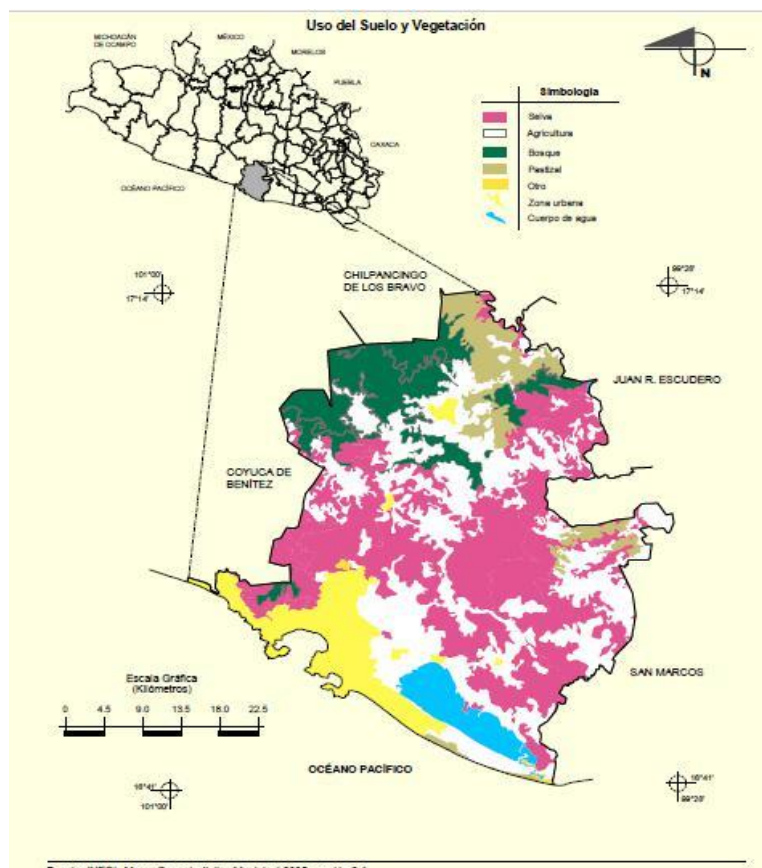 Uso del Suelo y Vegetación
MICHOACÁN
DE OCAMPO
MÉXICO
MORELOS
PUEBLA
OAXACA
OCÉANO PACÍFICO
N
Simbología
Selva
Agricultura
Bosque
Pastizal
Otro
Zona urbana
Cuerpo de agua
101°00'
17°14'
CHILPANCINGO
DE LOS BRAVO
99°28'
17°14'
JUAN R. ESCUDERO
COYUCA DE
BENÍTEZ
SAN MARCOS
Escala Gráfica
(Kilómetros)
0 4.5 9.0 13.5 18.0 22.5
OCÉANO PACÍFICO
16°41'
101°00'
16°41'
99°28'